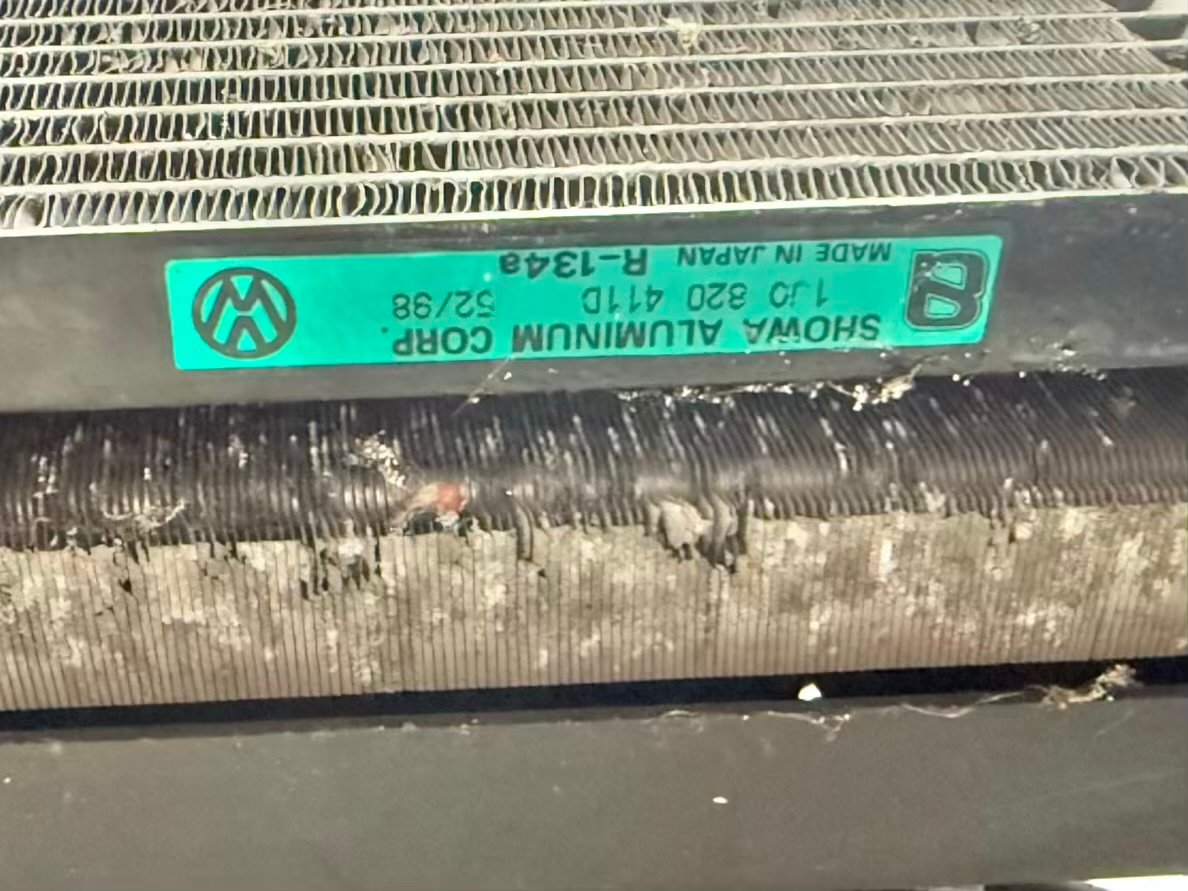 SHOWA ALUMINUM CORP.
1J0 820 411D 52/98
MADE IN JAPAN R-134a